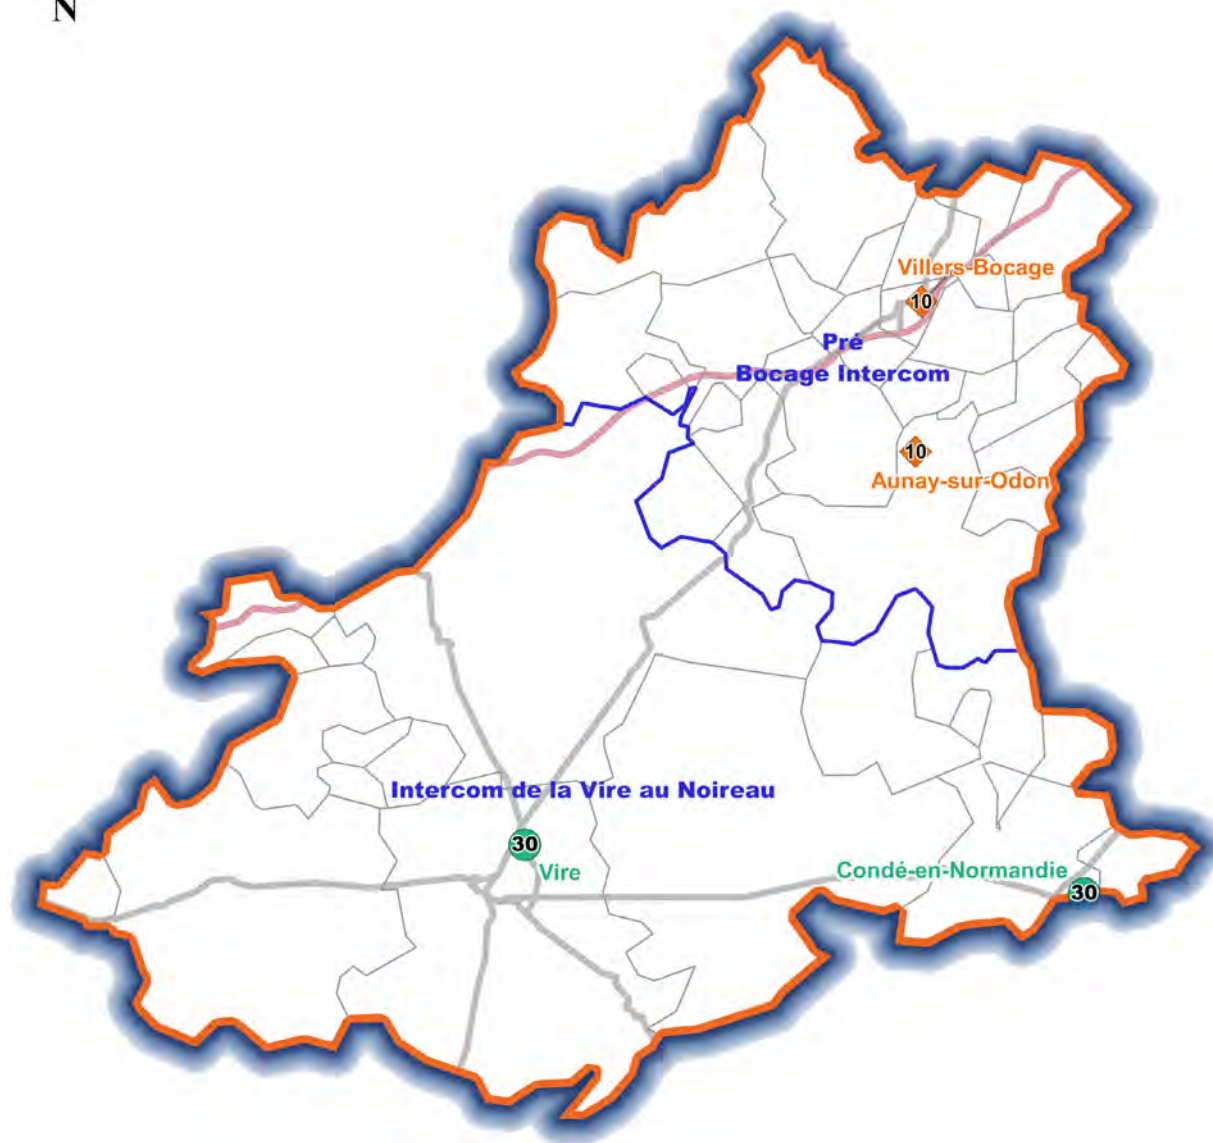 N
Villers-Bocage
10
Pré
Bocage Intercom
10
Aunay-sur-Odon
Intercom de la Vire au Noireau
30
Vire
Condé-en-Normandie
30